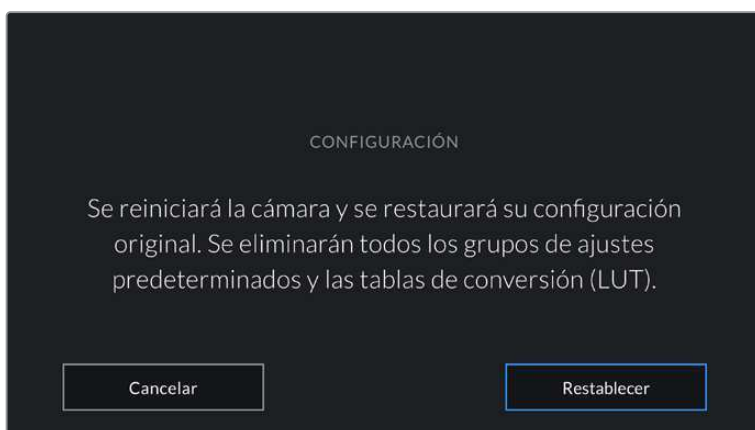 CONFIGURACIÓN
Se reiniciará la cámara y se restaurará su configuración
original. Se eliminarán todos los grupos de ajustes
predeterminados y las tablas de conversión (LUT).
Cancelar
Restablecer